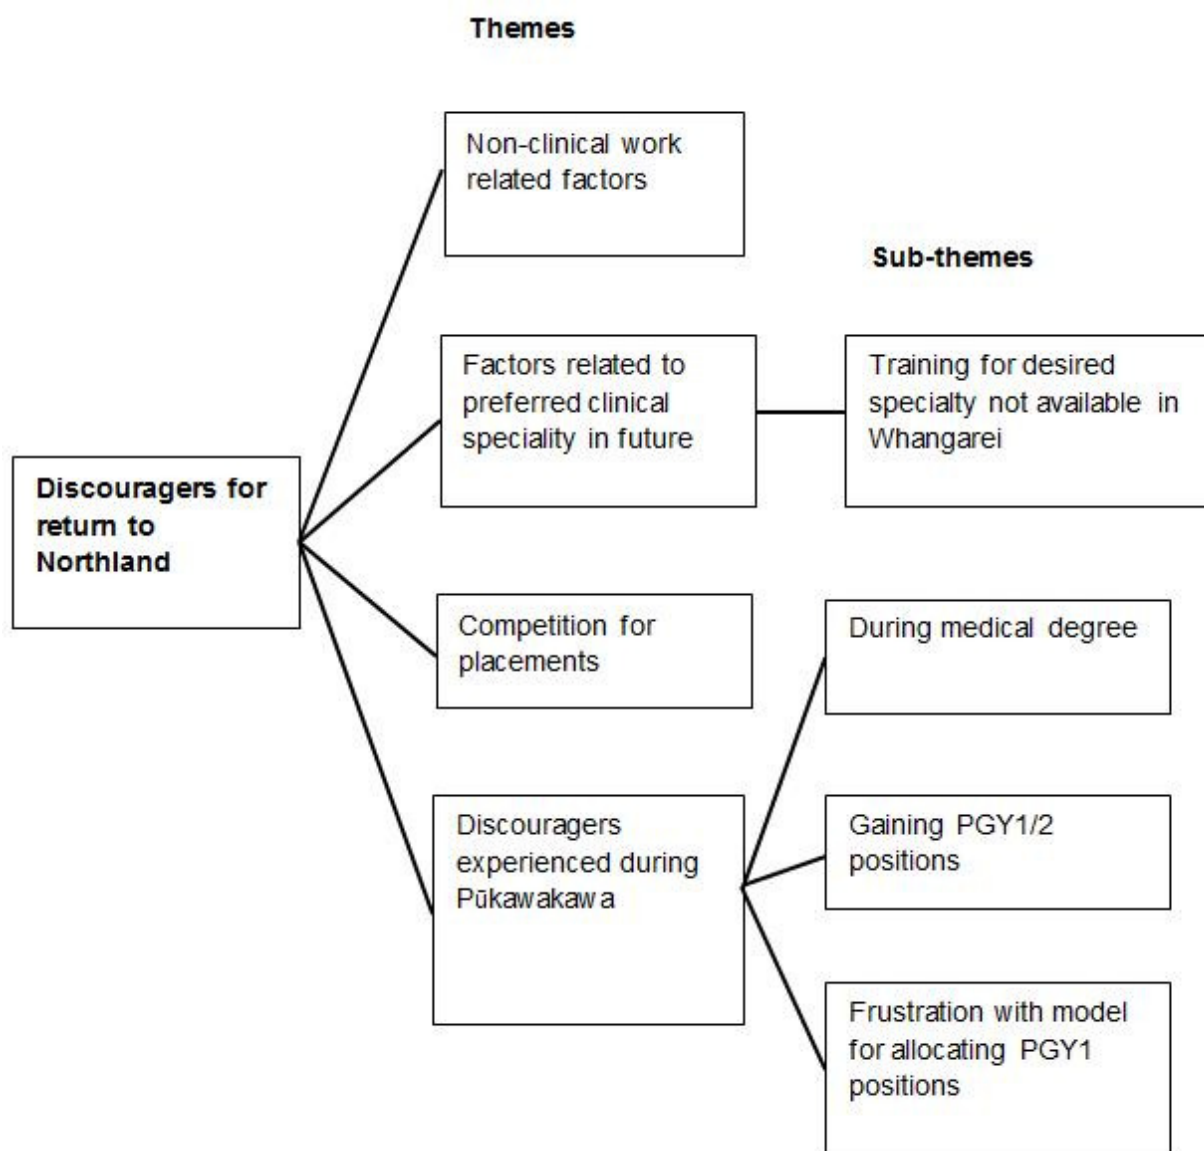 Themes
Non-clinical work
related factors
Sub-themes
Factors related to
preferred clinical
speciality in future
Training for desired
specialty not available in
Whangarei
Discouragers for
return to
Northland
Competition for
placements
During medical degree
Discouragers
experienced during
Pūkawakawa
Gaining PGY1/2
positions
Frustration with model
for allocating PGY1
positions